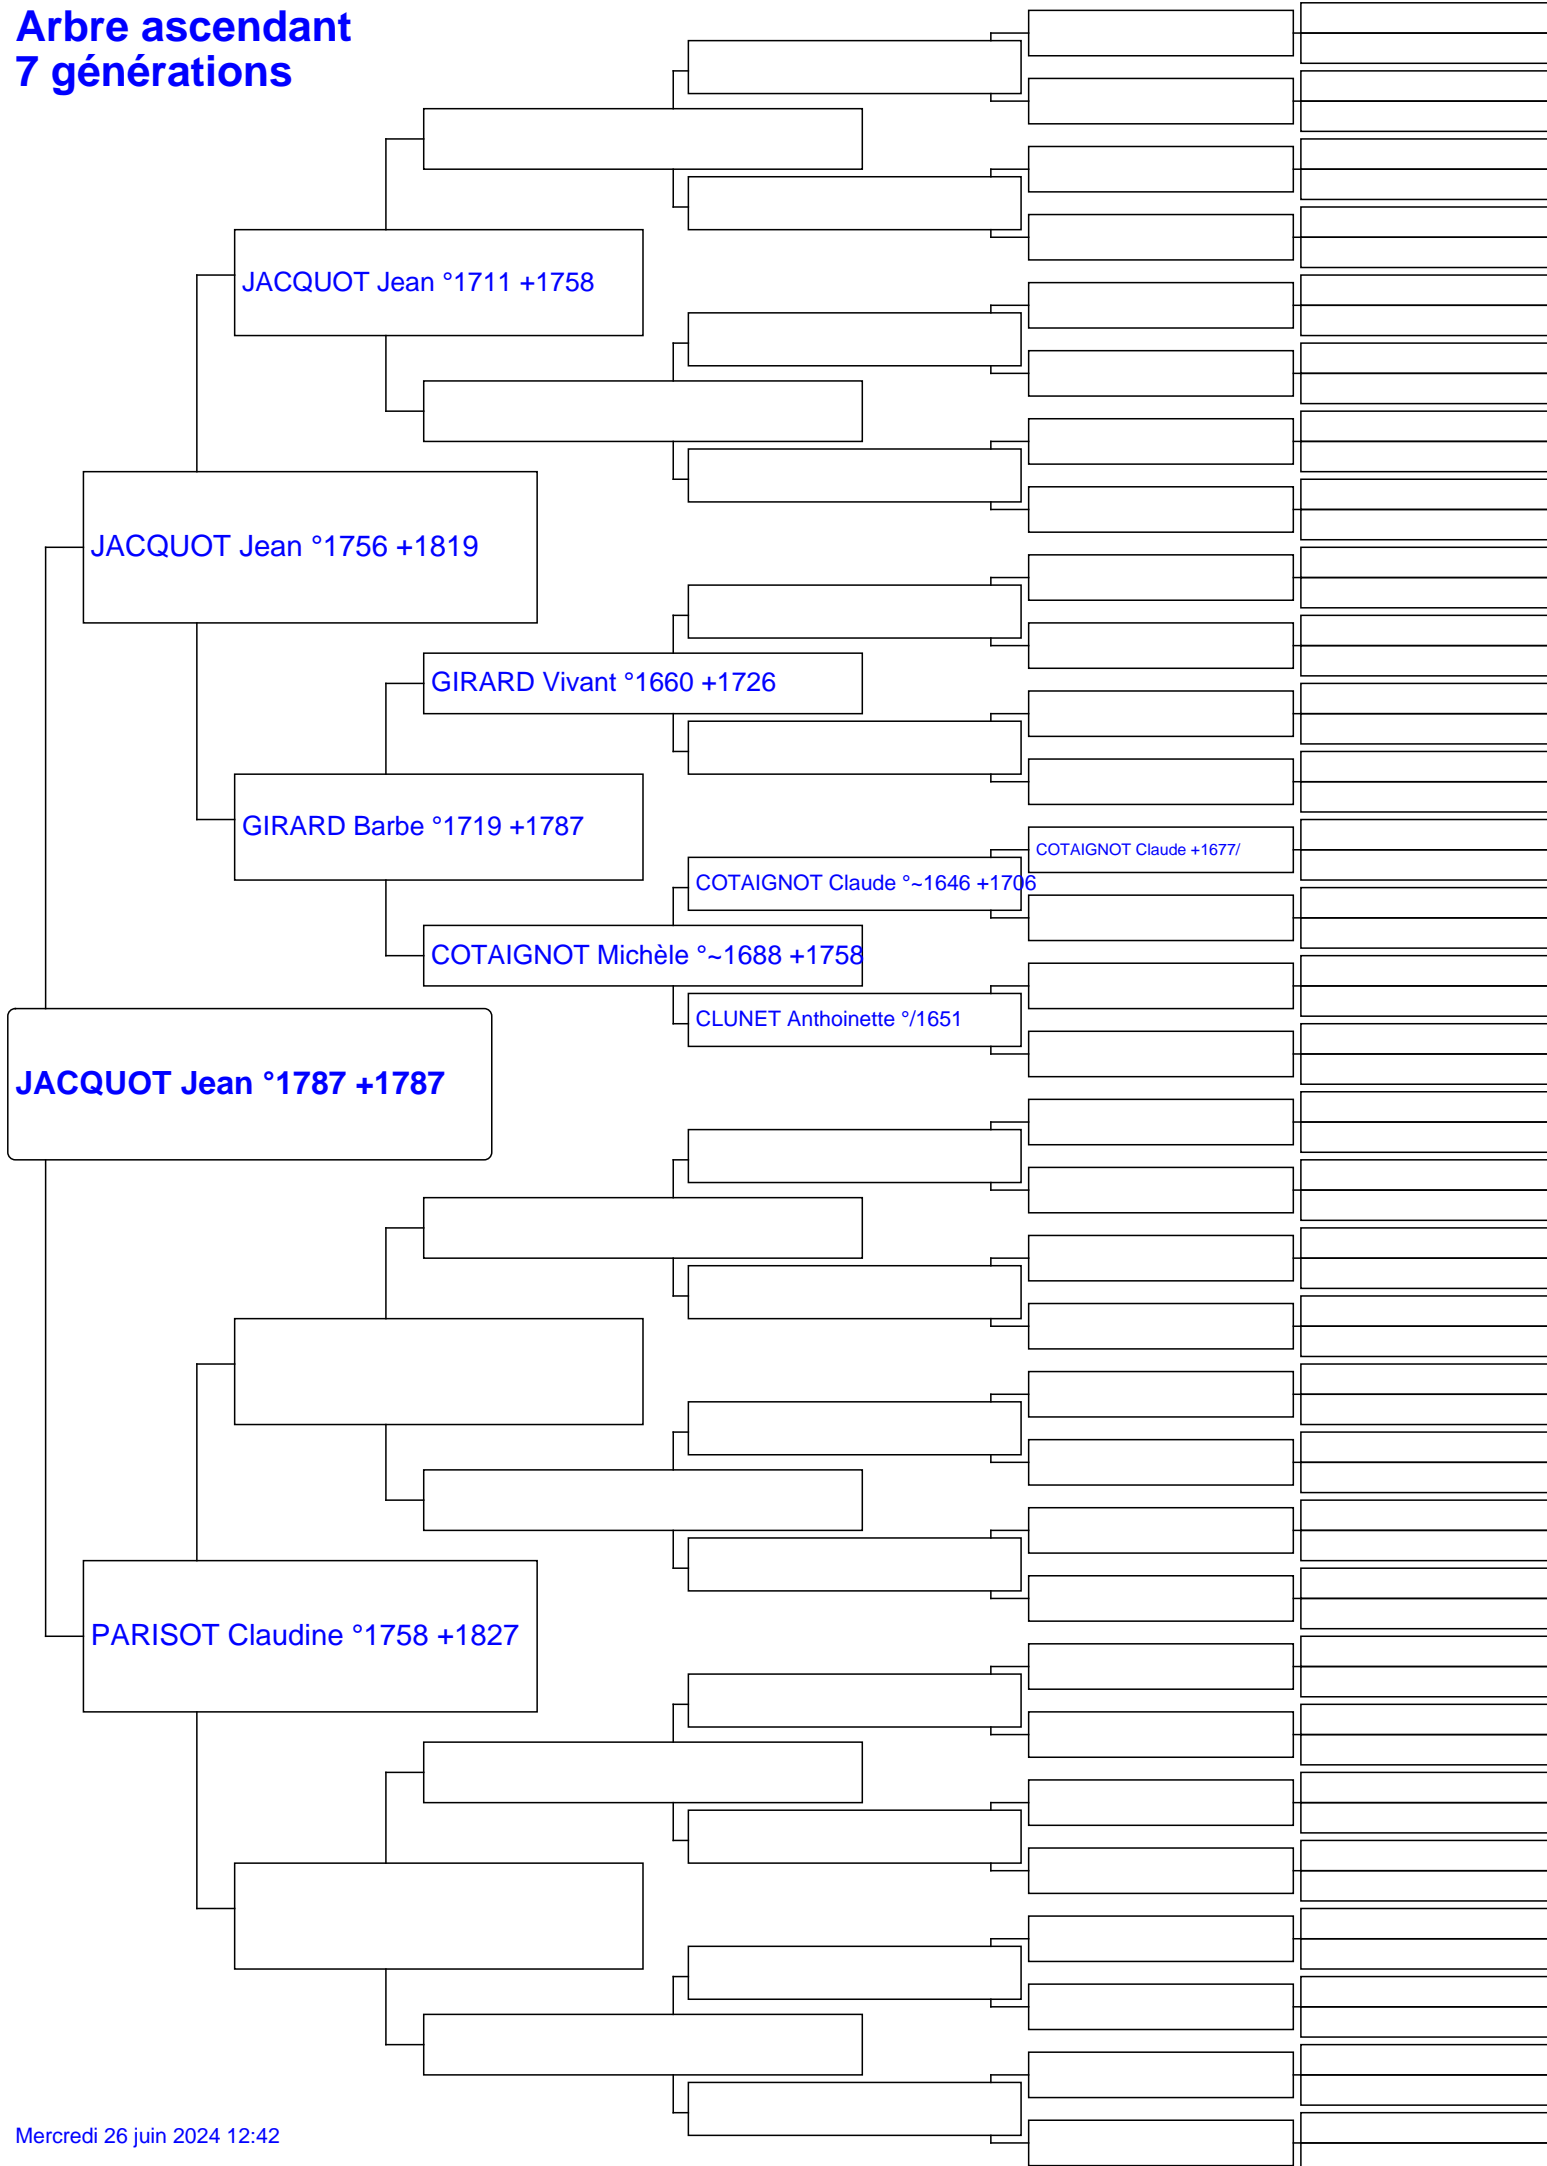 Arbre ascendant
7 générations
JACQUOT Jean °1711 +1758
JACQUOT Jean °1756 +1819
GIRARD Vivant °1660 +1726
GIRARD Barbe °1719 +1787
COTAIGNOT Claude +1677/
COTAIGNOT Claude °~1646 +1706
COTAIGNOT Michèle °~1688 +1758
CLUNET Anthoinette °/1651
JACQUOT Jean °1787 +1787
PARISOT Claudine °1758 +1827
Mercredi 26 juin 2024 12:42